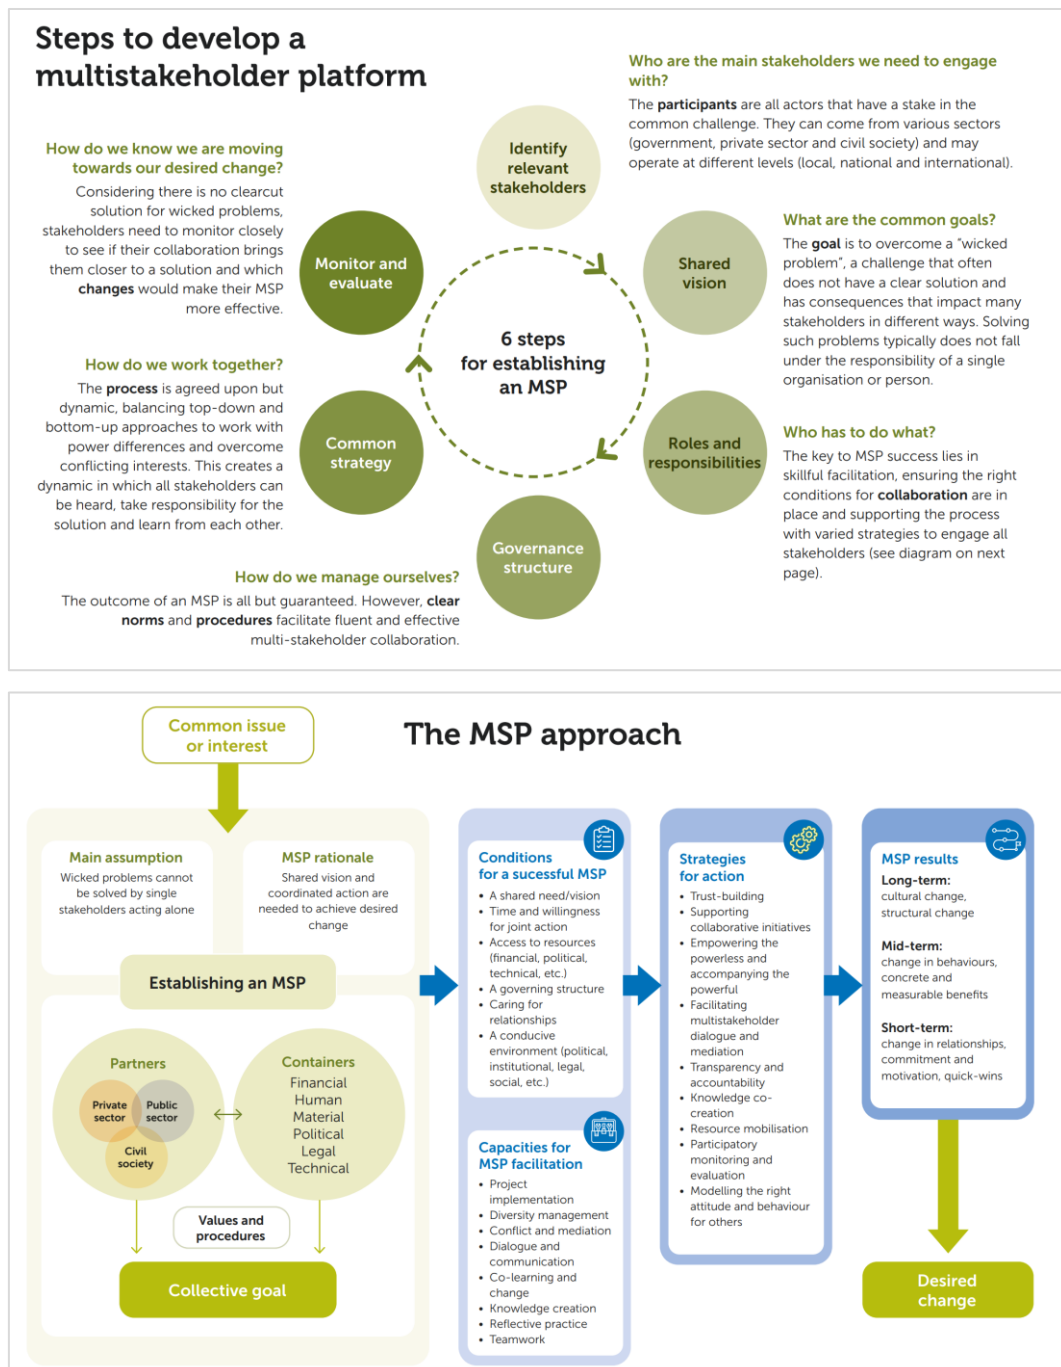 Steps to develop a
multistakeholder platform
Who are the main stakeholders we need to engage
with?
The participants are all actors that have a stake in the
common challenge. They can come from various sectors
(government, private sector and civil society) and may
operate at different levels (local, national and international).
Identify
relevant
stakeholders
How do we know we are moving
towards our desired change?
Considering there is no clearcut
solution for wicked problems,
stakeholders need to monitor closely
to see if their collaboration brings
them closer to a solution and which
changes would make their MSP
more effective.
Monitor and
evaluate
Shared
vision
What are the common goals?
The goal is to overcome a “wicked
problem”, a challenge that often
does not have a clear solution and
has consequences that impact many
stakeholders in different ways. Solving
such problems typically does not fall
under the responsibility of a single
organisation or person.
6 steps
for establishing
an MSP
How do we work together?
The process is agreed upon but
dynamic, balancing top-down and
bottom-up approaches to work with
power differences and overcome
conflicting interests. This creates a
dynamic in which all stakeholders can
be heard, take responsibility for the
solution and learn from each other.
Common
strategy
Roles and
responsibilities
Who has to do what?
The key to MSP success lies in
skillful facilitation, ensuring the right
conditions for collaboration are in
place and supporting the process
with varied strategies to engage all
stakeholders (see diagram on next
page).
Governance
structure
How do we manage ourselves?
The outcome of an MSP is all but guaranteed. However, clear
norms and procedures facilitate fluent and effective
multi-stakeholder collaboration.
The MSP approach
Common issue
or interest
Main assumption
Wicked problems cannot
be solved by single
stakeholders acting alone
MSP rationale
Shared vision and
coordinated action are
needed to achieve desired
change
Establishing an MSP
Partners
Private
sector
Public
sector
Civil
society
Containers
Financial
Human
Material
Political
Legal
Technical
Values and
procedures
Collective goal
Conditions
for a sucessful MSP
• A shared need/vision
• Time and willingness
for joint action
• Access to resources
(financial, political,
technical, etc.)
• A governing structure
• Caring for
relationships
• A conducive
environment (political,
institutional, legal,
social, etc.)
Capacities for
MSP facilitation
• Project
implementation
• Diversity management
• Conflict and mediation
• Dialogue and
communication
• Co-learning and
change
• Knowledge creation
• Reflective practice
• Teamwork
Strategies
for action
• Trust-building
• Supporting
collaborative initiatives
• Empowering the
powerless and
accompanying the
powerful
• Facilitating
multistakeholder
dialogue and
mediation
• Transparency and
accountability
• Knowledge co-
creation
• Resource mobilisation
• Participatory
monitoring and
evaluation
• Modelling the right
attitude and behaviour
for others
MSP results
Long-term:
cultural change,
structural change
Mid-term:
change in behaviours,
concrete and
measurable benefits
Short-term:
change in relationships,
commitment and
motivation, quick-wins
Desired
change